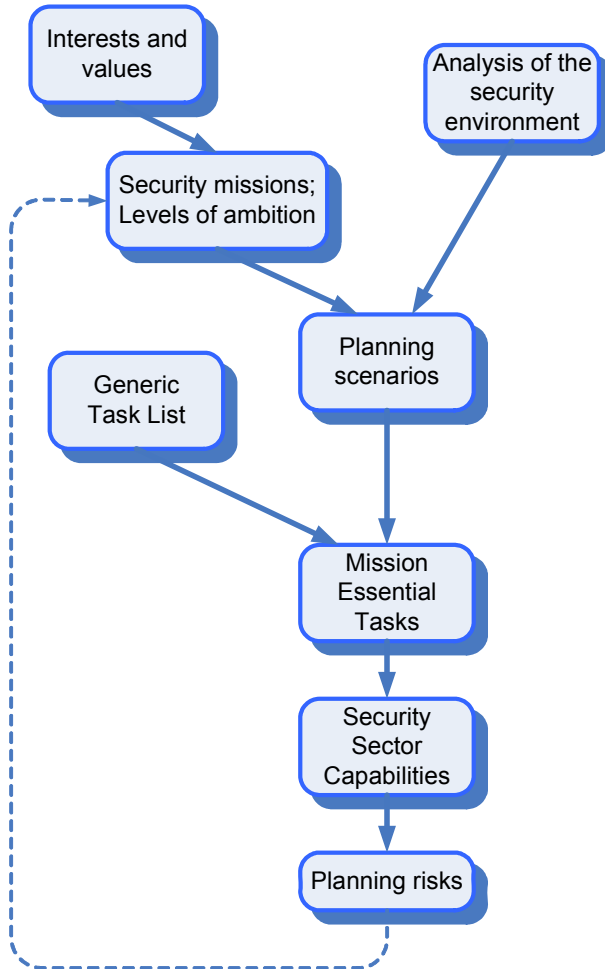 Interests and
values
Analysis of the
security
environment
Security missions;
Levels of ambition
Planning
scenarios
Generic
Task List
Mission
Essential
Tasks
Security
Sector
Capabilities
Planning risks